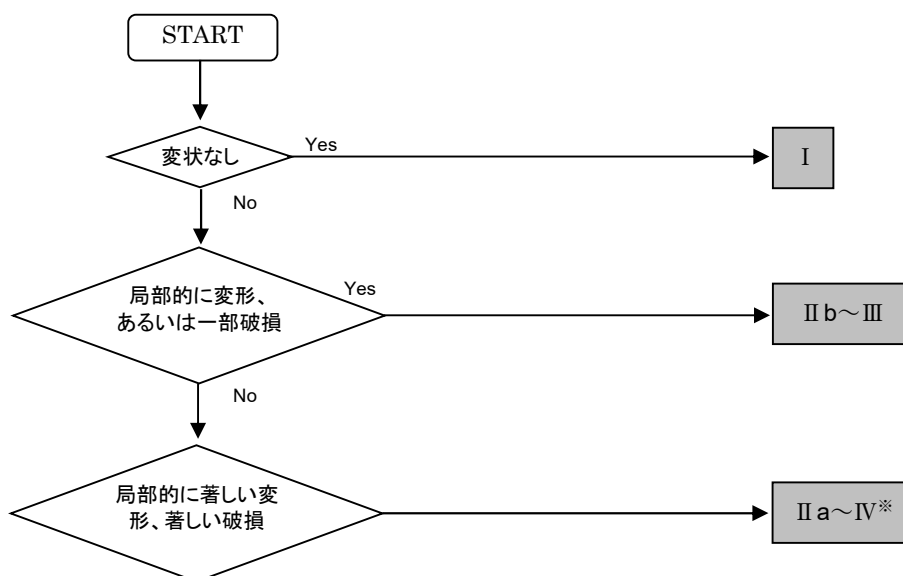 START
変状なし
Yes
Ⅰ
No
局部的に変形、
あるいは一部破損
Yes
Ⅱb～Ⅲ
No
局部的に著しい変
形、著しい破損
Ⅱa～Ⅳ※